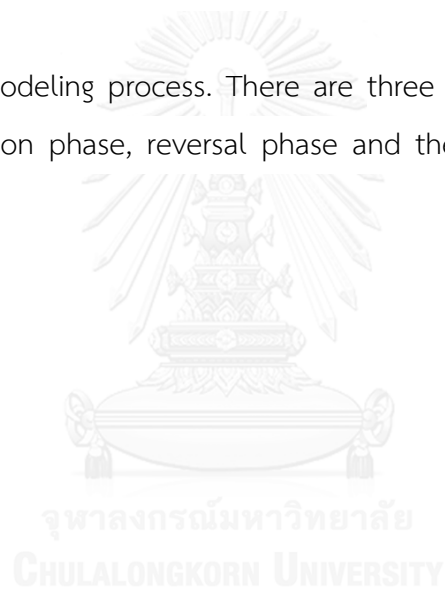 odeling process. There are three
on phase, reversal phase and the
จุฬาลงกรณ์มหาวิทยาลัย
CHULALONGKORN UNIVERSITY